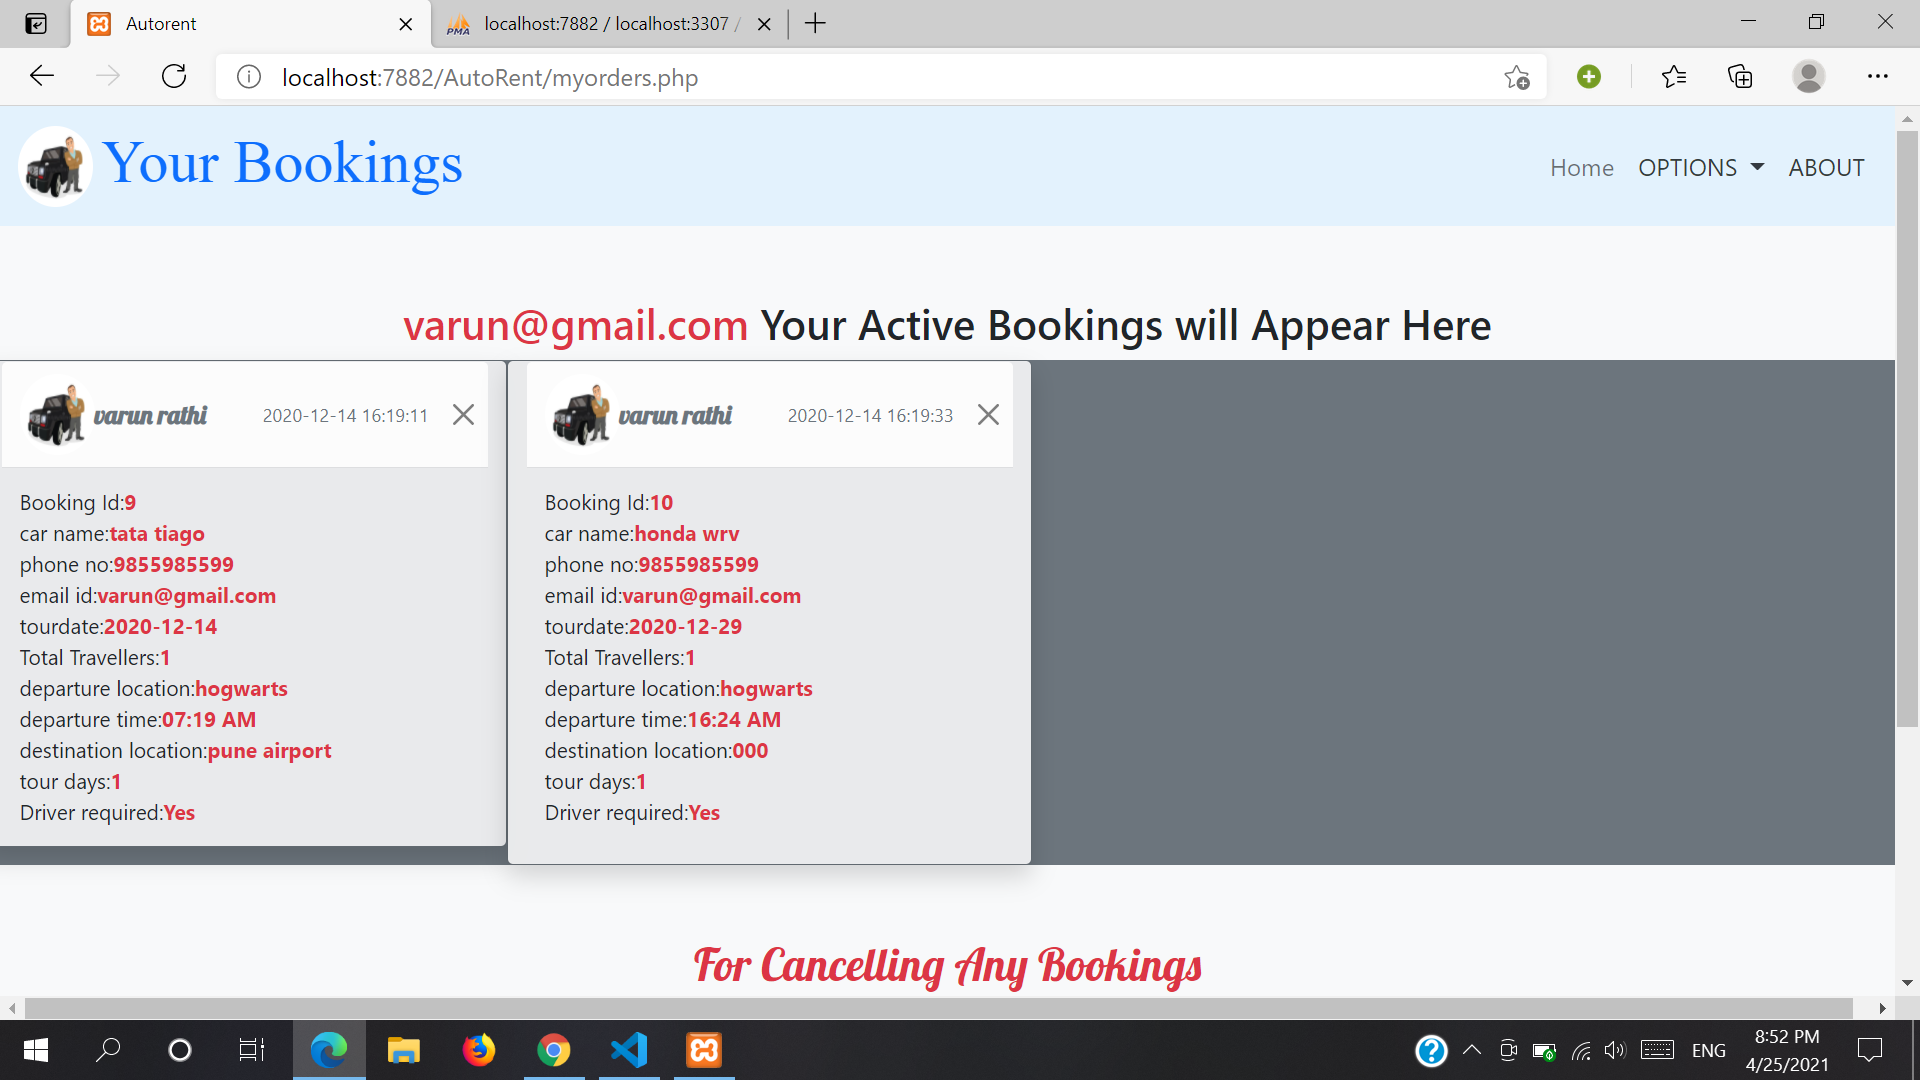 Autorent
PMA
localhost:7882 / localhost:3307 /
localhost:7882/AutoRent/myorders.php
Your Bookings
Home
OPTIONS
ABOUT
varun@gmail.com Your Active Bookings will Appear Here
varun rathi
2020-12-14 16:19:11
Booking Id:9
car name:tata tiago
phone no:9855985599
email id:varun@gmail.com
tourdate:2020-12-14
Total Travellers:1
departure location:hogwarts
departure time:07:19 AM
destination location:pune airport
tour days:1
Driver required:Yes
varun rathi
2020-12-14 16:19:33
Booking Id:10
car name:honda wrv
phone no:9855985599
email id:varun@gmail.com
tourdate:2020-12-29
Total Travellers:1
departure location:hogwarts
departure time:16:24 AM
destination location:000
tour days:1
Driver required:Yes
For Cancelling Any Bookings
ENG
8:52 PM
4/25/2021